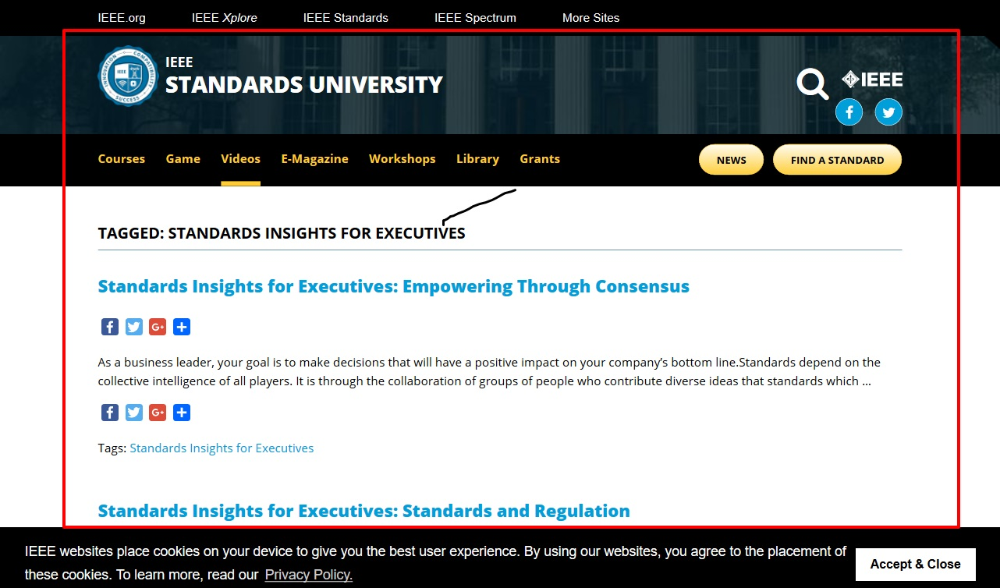 IEEE.org IEEE Xplore IEEE Standards IEEE Spectrum More Sites
INNOVATION COMPATIBILITY SUCCESS
IEEE
IEEE
STANDARDS UNIVERSITY
IEEE
Courses Game Videos E-Magazine Workshops Library Grants NEWS FIND A STANDARD
TAGGED: STANDARDS INSIGHTS FOR EXECUTIVES
Standards Insights for Executives: Empowering Through Consensus
As a business leader, your goal is to make decisions that will have a positive impact on your company’s bottom line.Standards depend on the
collective intelligence of all players. It is through the collaboration of groups of people who contribute diverse ideas that standards which ...
Tags: Standards Insights for Executives
Standards Insights for Executives: Standards and Regulation
IEEE websites place cookies on your device to give you the best user experience. By using our websites, you agree to the placement of
these cookies. To learn more, read our Privacy Policy.
Accept & Close